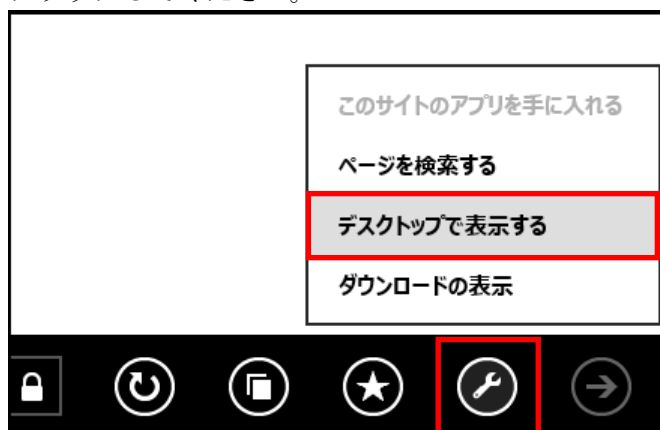 このサイトのアプリを手に入れる
ページを検索する
デスクトップで表示する
ダウンロードの表示